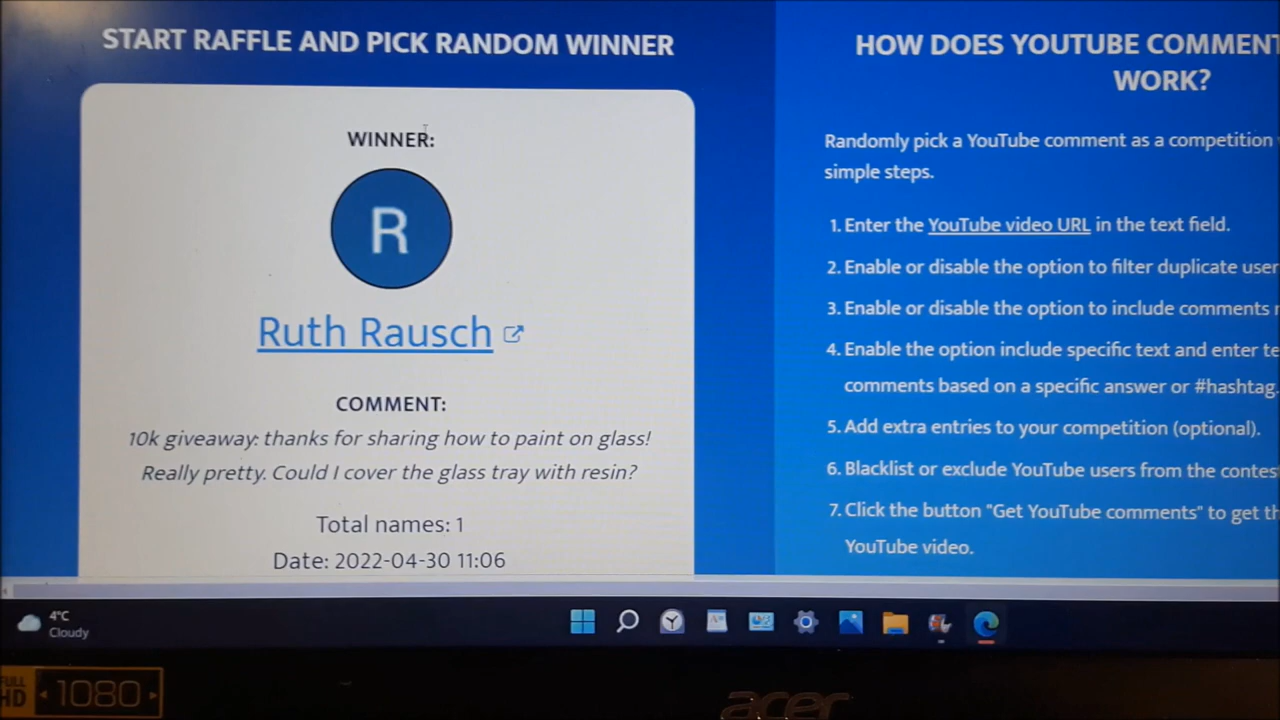 START RAFFLE AND PICK RANDOM WINNER
WINNER:
R
Ruth Rausch
COMMENT:
10k giveaway: thanks for sharing how to paint on glass!
Really pretty. Could I cover the glass tray with resin?
Total names: 1
Date: 2022-04-30 11:06
HOW DOES YOUTUBE COMMENT
WORK?
Randomly pick a YouTube comment as a competition
simple steps.
1. Enter the YouTube video URL in the text field.
2. Enable or disable the option to filter duplicate user
3. Enable or disable the option to include comments
4. Enable the option include specific text and enter
comments based on a specific answer or #hashtag.
5. Add extra entries to your competition (optional).
6. Blacklist or exclude YouTube users from the contes
7. Click the button "Get YouTube comments" to get
YouTube video.
4°C
Cloudy
FULL
HD 1080
acer